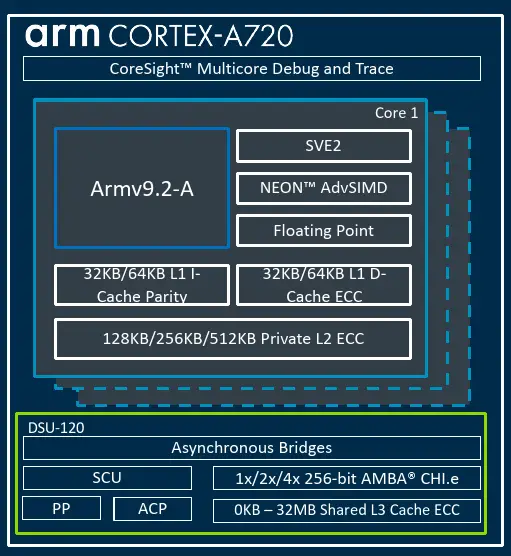 arm CORTEX-A720
CoreSight™ Multicore Debug and Trace
Core 1
Armv9.2-A
SVE2
NEON™ AdvSIMD
Floating Point
32KB/64KB L1 I-
Cache Parity
32KB/64KB L1 D-
Cache ECC
128KB/256KB/512KB Private L2 ECC
DSU-120
Asynchronous Bridges
SCU
1x/2x/4x 256-bit AMBA® CHI.e
PP
ACP
0KB – 32MB Shared L3 Cache ECC